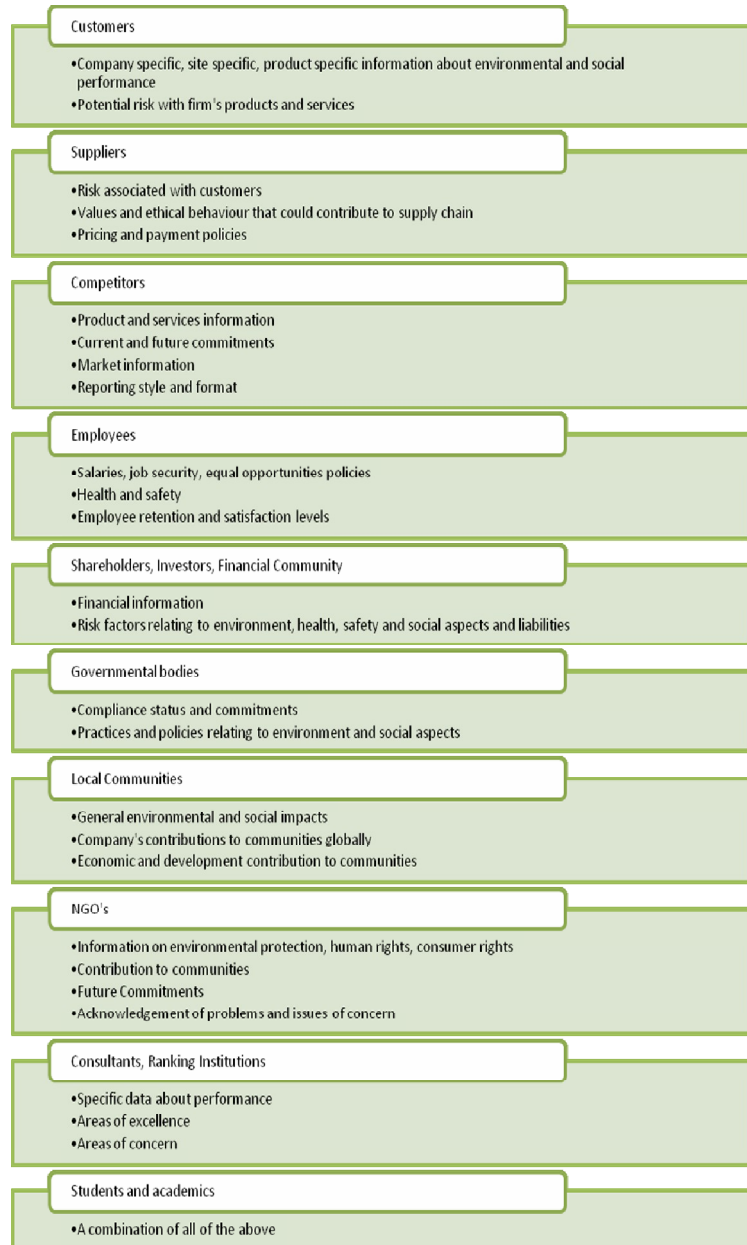 Customers
•Company specific, site specific, product specific information about environmental and social
performance
•Potential risk with firm's products and services
Suppliers
•Risk associated with customers
•Values and ethical behaviour that could contribute to supply chain
•Pricing and payment policies
Competitors
•Product and services information
•Current and future commitments
•Market information
•Reporting style and format
Employees
•Salaries, job security, equal opportunities policies
•Health and safety
•Employee retention and satisfaction levels
Shareholders, Investors, Financial Community
•Financial information
•Risk factors relating to environment, health, safety and social aspects and liabilities
Governmental bodies
•Compliance status and commitments
•Practices and policies relating to environment and social aspects
Local Communities
•General environmental and social impacts
•Company's contributions to communities globally
•Economic and development contribution to communities
NGO's
•Information on environmental protection, human rights, consumer rights
•Contribution to communities
•Future Commitments
•Acknowledgement of problems and issues of concern
Consultants, Ranking Institutions
•Specific data about performance
•Areas of excellence
•Areas of concern
Students and academics
•A combination of all of the above